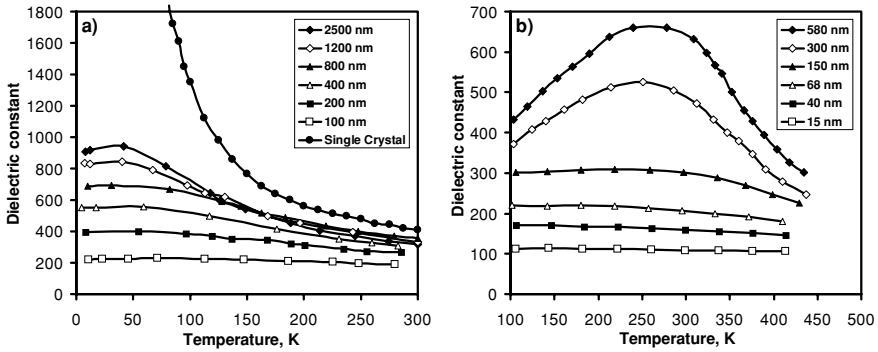 a)
1800
1600
1400
1200
1000
800
600
400
200
0
0 50 100 150 200 250 300
Temperature, K
Dielectric constant
2500 nm
1200 nm
800 nm
400 nm
200 nm
100 nm
Single Crystal
b)
700
600
500
400
300
200
100
0
100 150 200 250 300 350 400 450 500
Temperature, K
Dielectric constant
580 nm
300 nm
150 nm
68 nm
40 nm
15 nm